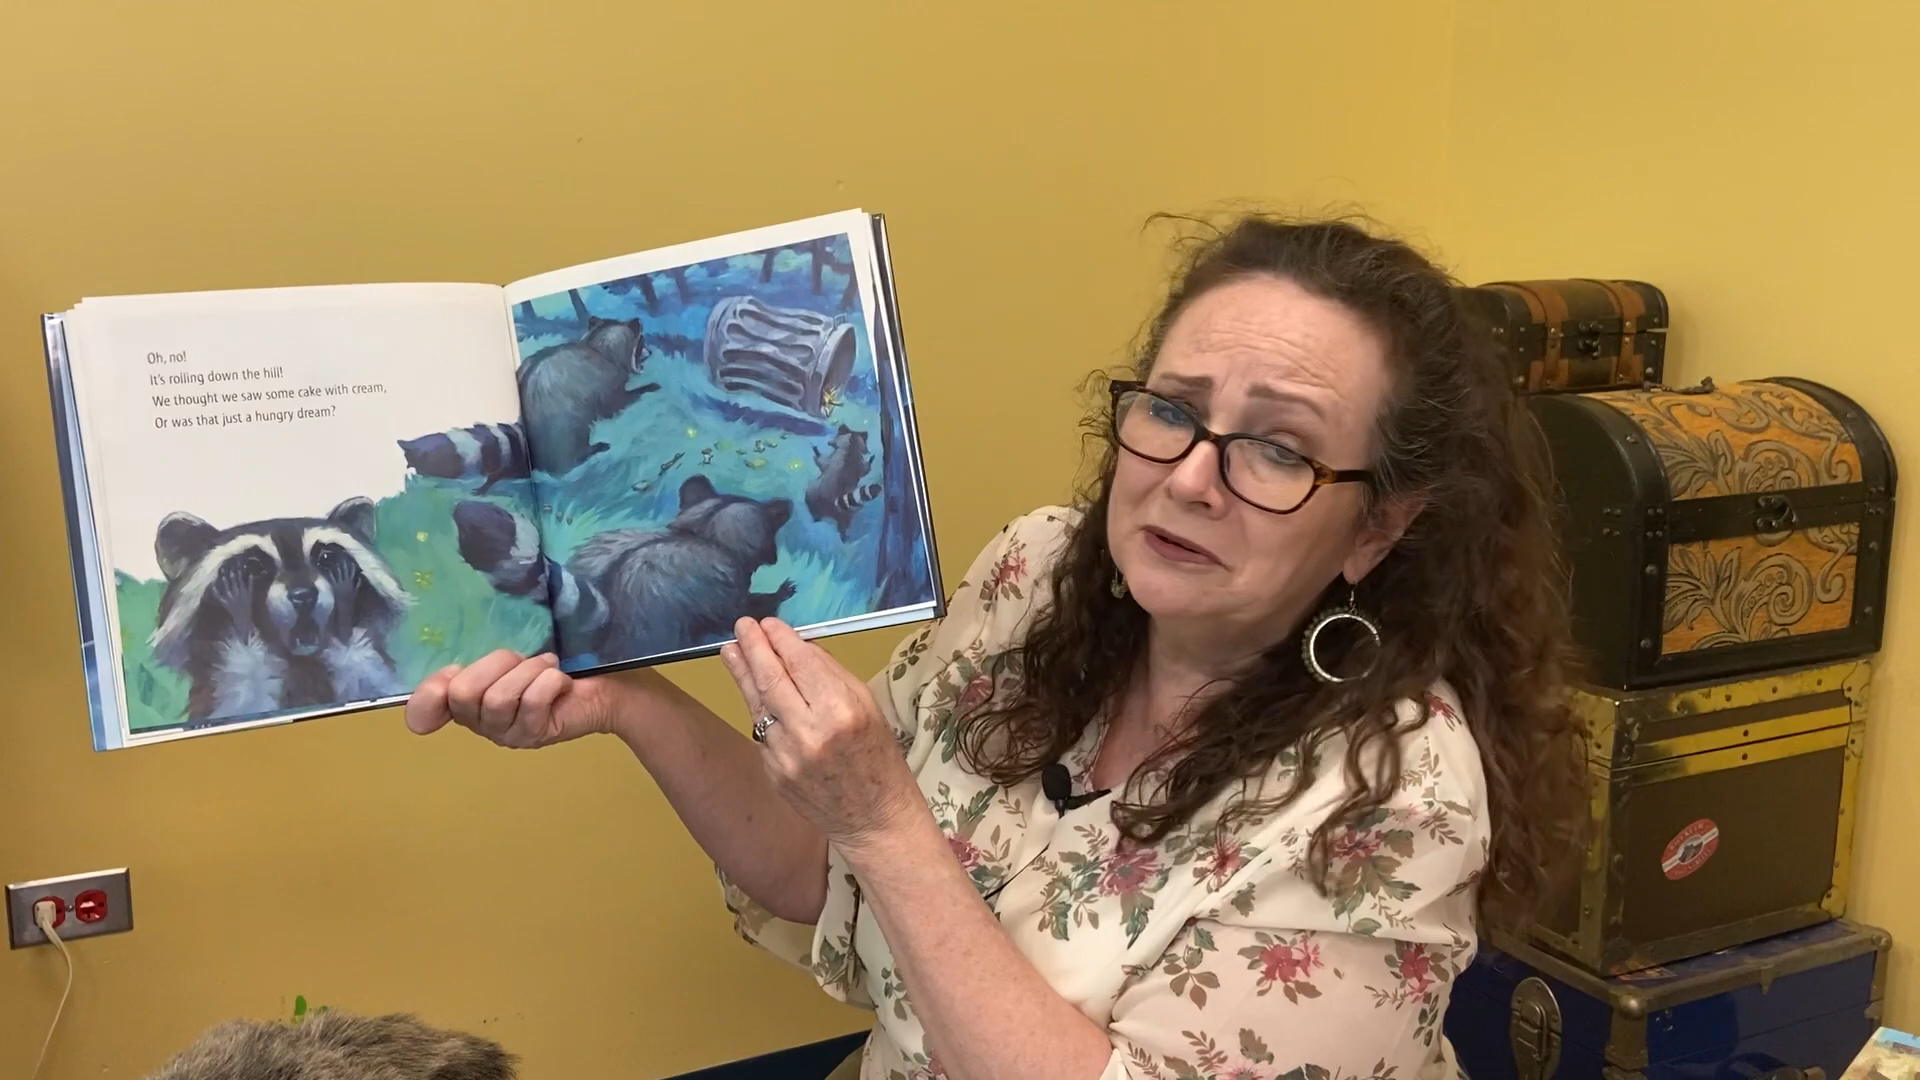 Oh, no!
It's rolling down the hill!
We thought we saw some cake with cream,
Or was that just a hungry dream?